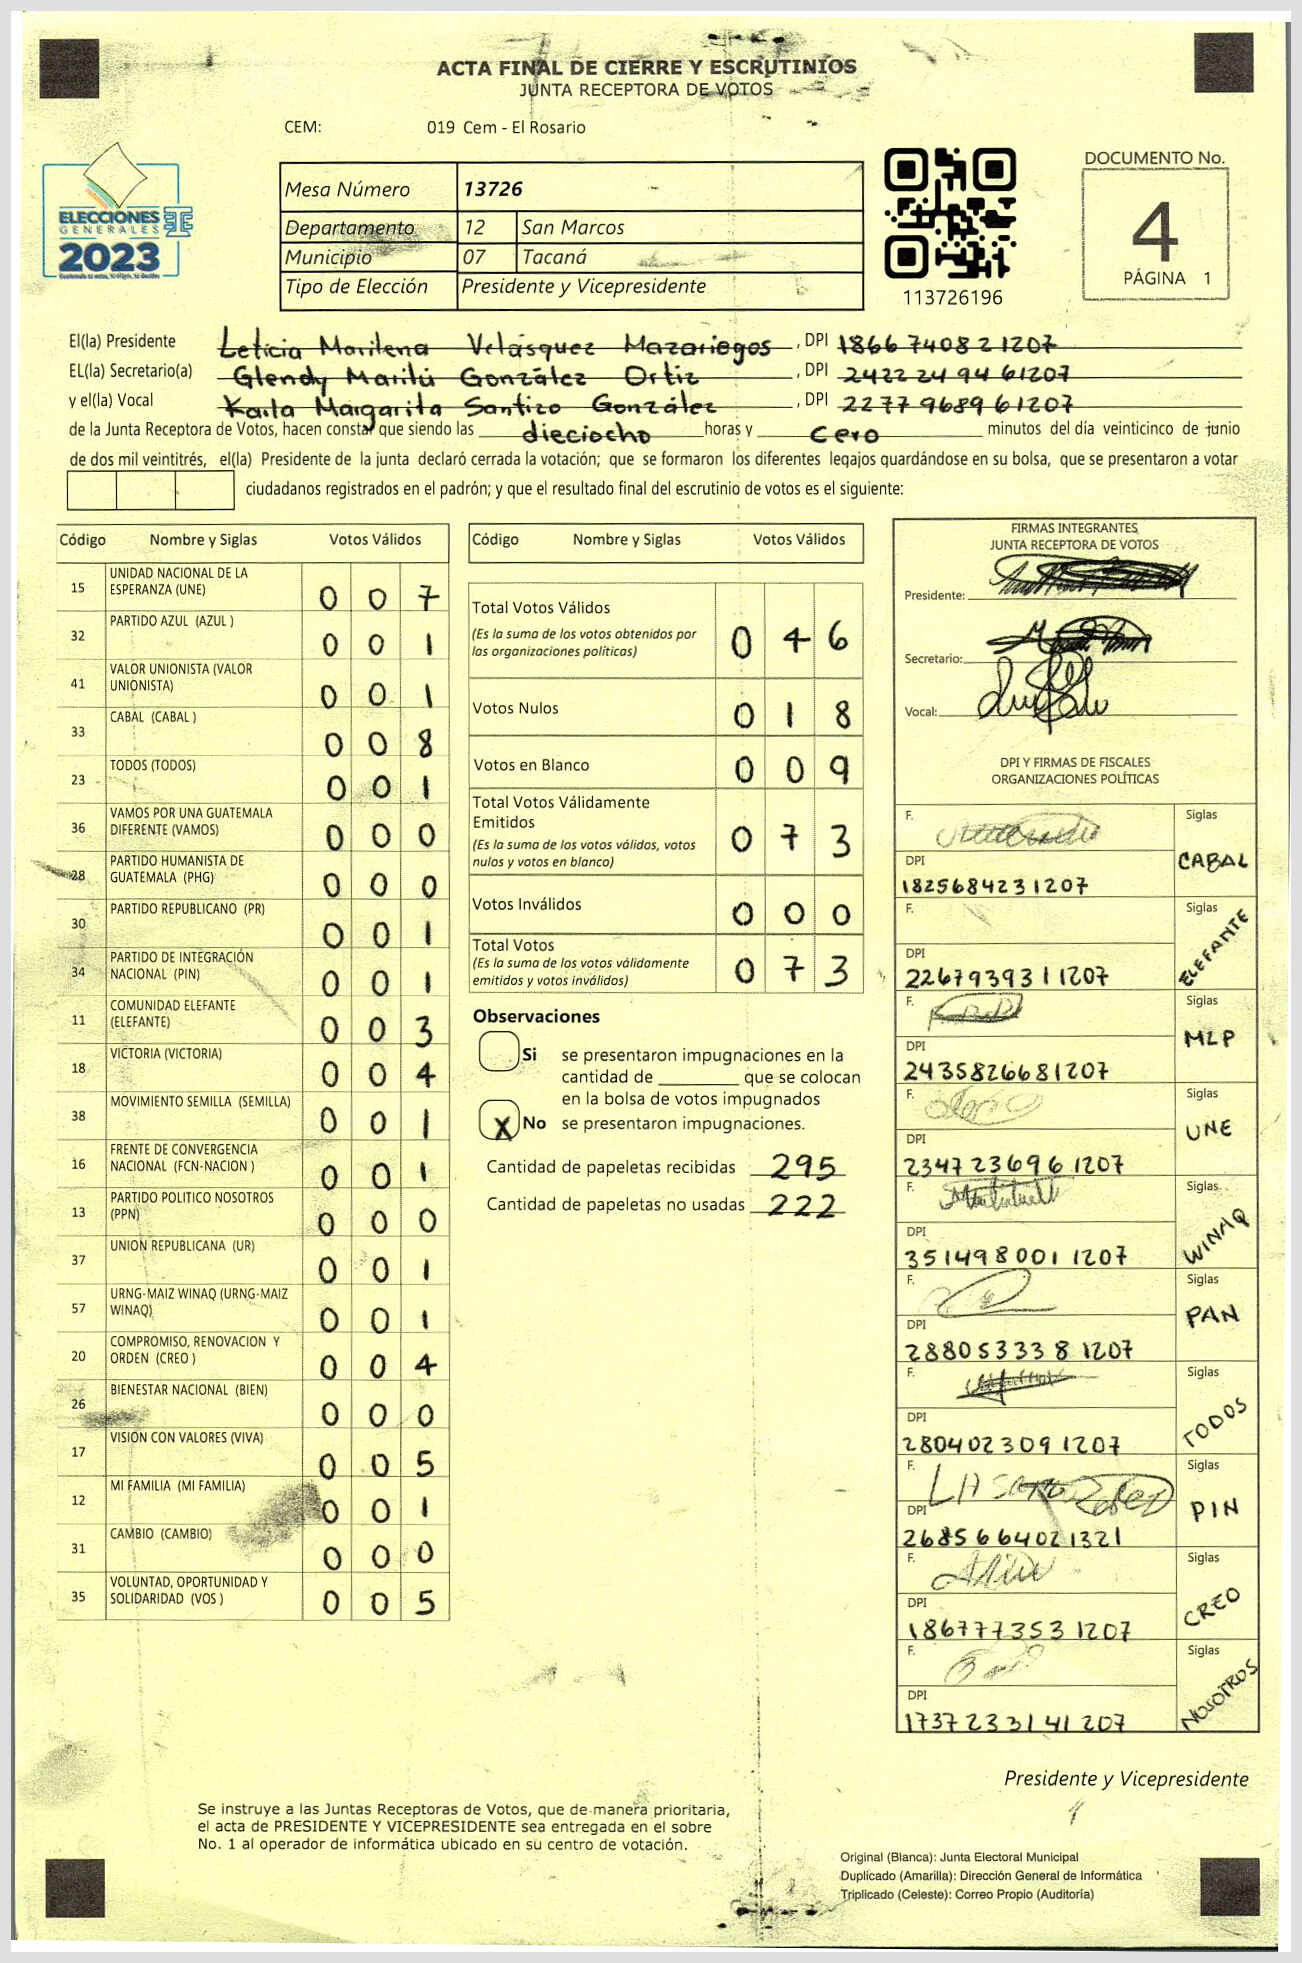 ACTA FINAL DE CIERRE Y ESCRUTINIOS
JUNTA RECEPTORA DE VOTOS
CEM: 019 Cem - El Rosario
ELECCIONES
GENERALES
2023
Mesa Número 13726
Departamento 12 San Marcos
Municipio 07 Tacaná
Tipo de Elección Presidente y Vicepresidente
113726196
DOCUMENTO No.
4
PÁGINA 1
El(la) Presidente Leticia Marilena Velásquez Mazariegos , DPI 1866 74082 1207
EL(la) Secretario(a) Glendy Marilú González Ortiz , DPI 2422 24 94 61207
y el(la) Vocal Karla Margarita Santizo González , DPI 2277 9689 61207
de la Junta Receptora de Votos, hacen constar que siendo las dieciocho horas y cero minutos del día veinticinco de junio
de dos mil veintitrés, el(la) Presidente de la junta declaró cerrada la votación; que se formaron los diferentes legajos guardándose en su bolsa, que se presentaron a votar
ciudadanos registrados en el padrón; y que el resultado final del escrutinio de votos es el siguiente:
Código Nombre y Siglas Votos Válidos
15 UNIDAD NACIONAL DE LA ESPERANZA (UNE) 0 0 7
32 PARTIDO AZUL (AZUL ) 0 0 1
41 VALOR UNIONISTA (VALOR UNIONISTA) 0 0 1
33 CABAL (CABAL ) 0 0 8
23 TODOS (TODOS) 0 0 1
36 VAMOS POR UNA GUATEMALA DIFERENTE (VAMOS) 0 0 0
28 PARTIDO HUMANISTA DE GUATEMALA (PHG) 0 0 0
30 PARTIDO REPUBLICANO (PR) 0 0 1
34 PARTIDO DE INTEGRACIÓN NACIONAL (PIN) 0 0 1
11 COMUNIDAD ELEFANTE (ELEFANTE) 0 0 3
18 VICTORIA (VICTORIA) 0 0 4
38 MOVIMIENTO SEMILLA (SEMILLA) 0 0 1
16 FRENTE DE CONVERGENCIA NACIONAL (FCN-NACION ) 0 0 1
13 PARTIDO POLITICO NOSOTROS (PPN) 0 0 0
37 UNION REPUBLICANA (UR) 0 0 1
57 URNG-MAIZ WINAQ (URNG-MAIZ WINAQ) 0 0 1
20 COMPROMISO, RENOVACION Y ORDEN (CREO ) 0 0 4
26 BIENESTAR NACIONAL (BIEN) 0 0 0
17 VISION CON VALORES (VIVA) 0 0 5
12 MI FAMILIA (MI FAMILIA) 0 0 1
31 CAMBIO (CAMBIO) 0 0 0
35 VOLUNTAD, OPORTUNIDAD Y SOLIDARIDAD (VOS ) 0 0 5
Código Nombre y Siglas Votos Válidos
Total Votos Válidos 0 4 6
(Es la suma de los votos obtenidos por
las organizaciones políticas)
Votos Nulos 0 1 8
Votos en Blanco 0 0 9
Total Votos Válidamente
Emitidos 0 7 3
(Es la suma de los votos válidos, votos
nulos y votos en blanco)
Votos Inválidos 0 0 0
Total Votos 0 7 3
(Es la suma de los votos válidamente
emitidos y votos inválidos)
Observaciones
Si se presentaron impugnaciones en la
cantidad de ________ que se colocan
en la bolsa de votos impugnados
X No se presentaron impugnaciones.
Cantidad de papeletas recibidas 295
Cantidad de papeletas no usadas 222
FIRMAS INTEGRANTES
JUNTA RECEPTORA DE VOTOS
Presidente:
Secretario:
Vocal:
DPI Y FIRMAS DE FISCALES
ORGANIZACIONES POLÍTICAS
F. Siglas
DPI CABAL
1825684231207
F. Siglas
DPI ELEFANTE
2267939311207
F. Siglas
DPI MLP
2435826681207
F. Siglas
DPI UNE
2347 23696 1207
F. Siglas
DPI WINAQ
351498001 1207
F. Siglas
DPI PAN
288053338 1207
F. Siglas
DPI TODOS
280402309 1207
F. Siglas
DPI PIN
2685664021321
F. Siglas
DPI CREO
186777353 1207
F. Siglas
DPI NOSOTROS
1737 233141207
Presidente y Vicepresidente
Se instruye a las Juntas Receptoras de Votos, que de manera prioritaria,
el acta de PRESIDENTE Y VICEPRESIDENTE sea entregada en el sobre
No. 1 al operador de informática ubicado en su centro de votación.
Original (Blanca): Junta Electoral Municipal
Duplicado (Amarilla): Dirección General de Informática
Triplicado (Celeste): Correo Propio (Auditoría)